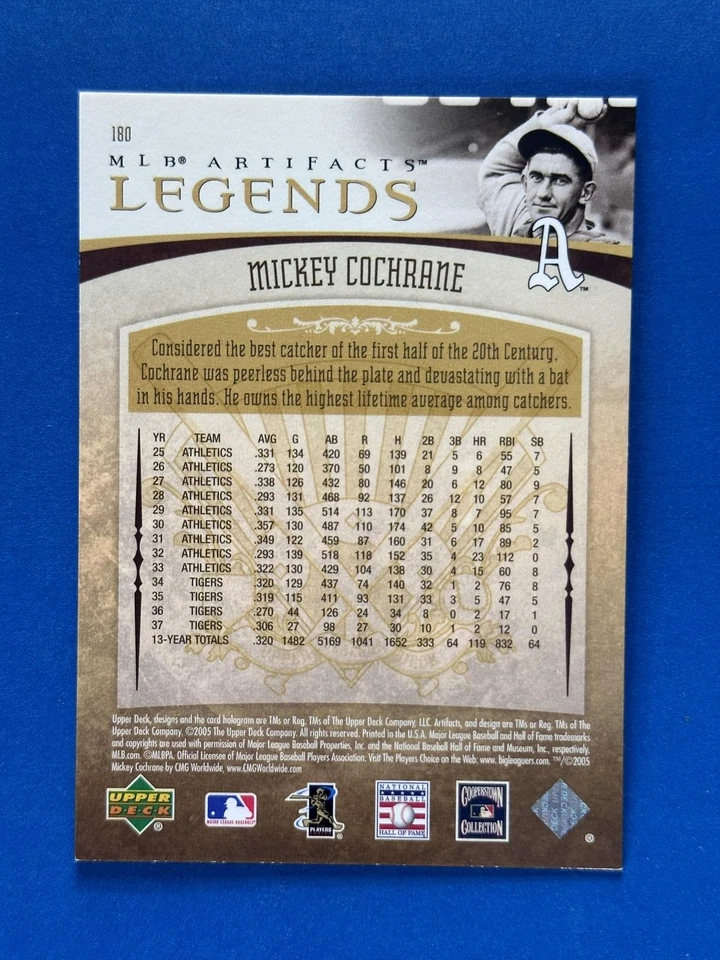 180
MLB® ARTIFACTS™
LEGENDS
A™
MICKEY COCHRANE
Considered the best catcher of the first half of the 20th Century,
Cochrane was peerless behind the plate and devastating with a bat
in his hands. He owns the highest lifetime average among catchers.
YR TEAM AVG G AB R H 2B 3B HR RBI SB
25 ATHLETICS .331 134 420 69 139 21 5 6 55 7
26 ATHLETICS .273 120 370 50 101 8 9 8 47 5
27 ATHLETICS .338 126 432 80 146 20 6 12 80 9
28 ATHLETICS .293 131 468 92 137 26 12 10 57 7
29 ATHLETICS .331 135 514 113 170 37 8 7 95 7
30 ATHLETICS .357 130 487 110 174 42 5 10 85 5
31 ATHLETICS .349 122 459 87 160 31 6 17 89 2
32 ATHLETICS .293 139 518 118 152 35 4 23 112 0
33 ATHLETICS .322 130 429 104 138 30 4 15 60 8
34 TIGERS .320 129 437 74 140 32 1 2 76 8
35 TIGERS .319 115 411 93 131 33 3 5 47 5
36 TIGERS .270 44 126 24 34 8 0 2 17 1
37 TIGERS .306 27 98 27 30 10 1 2 12 0
13-YEAR TOTALS .320 1482 5169 1041 1652 333 64 119 832 64
Upper Deck, designs and the card hologram are TMs or Reg. TMs of The Upper Deck Company, LLC. Artifacts, and design are TMs or Reg. TMs of The
Upper Deck Company. ©2005 The Upper Deck Company. All rights reserved. Printed in the U.S.A. Major League Baseball and Hall of Fame trademarks
and copyrights are used with permission of Major League Baseball Properties, Inc. and the National Baseball Hall of Fame and Museum, Inc., respectively.
MLB.com. ©MLBPA. Official Licensee of Major League Baseball Players Association. Visit The Players Choice on the Web: www.bigleaguers.com. ™/©2005
Mickey Cochrane by CMG Worldwide, www.CMGWorldwide.com
UPPER
DECK®
MAJOR LEAGUE BASEBALL®
PLAYERS®
NATIONAL
BASEBALL
HALL OF FAME
COOPERSTOWN
COLLECTION
®